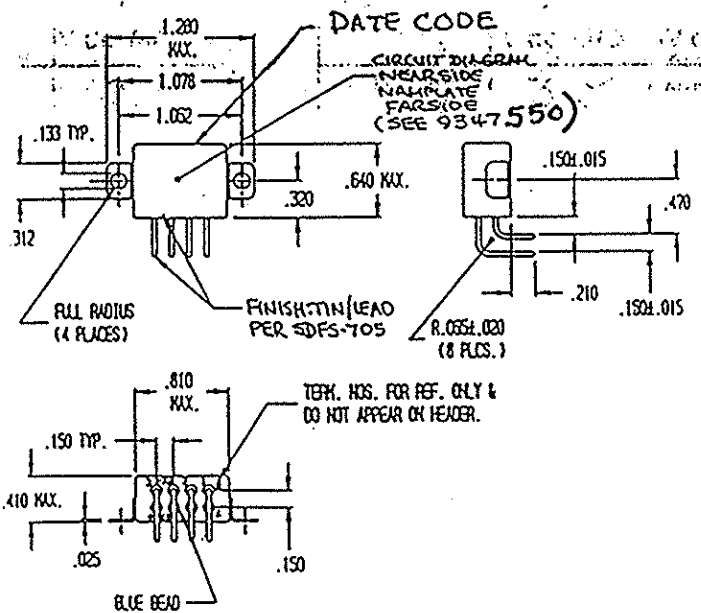 DATE CODE
1.280
MAX.
1.078
1.062
CIRCUIT DIAGRAM
NEARSIDE
NAMPLATE
FARSIDE
(SEE 9347550)
.133 TYP.
.312
.320
.640 MAX.
.150±.015
.470
.210
.150±.015
FULL RADIUS
(4 PLACES)
FINISH:TIN/LEAD
PER SDFS-705
R.055±.020
(8 PLCS.)
.810
MAX.
TERM. NOS. FOR REF. ONLY &
DO NOT APPEAR ON HEADER.
.150 TYP.
.410 MAX.
.025
.150
BLUE BEAD